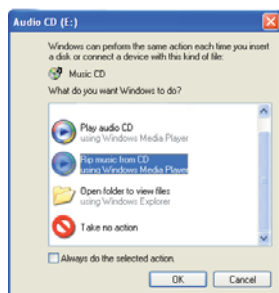 Audio CD (E:)
Windows can perform the same action each time you insert
a disk or connect a device with this kind of file:
Music CD
What do you want Windows to do?
Play audio CD
using Windows Media Player
Rip music from CD
using Windows Media Player
Open folder to view files
using Windows Explorer
Take no action
Always do the selected action.
OK
Cancel